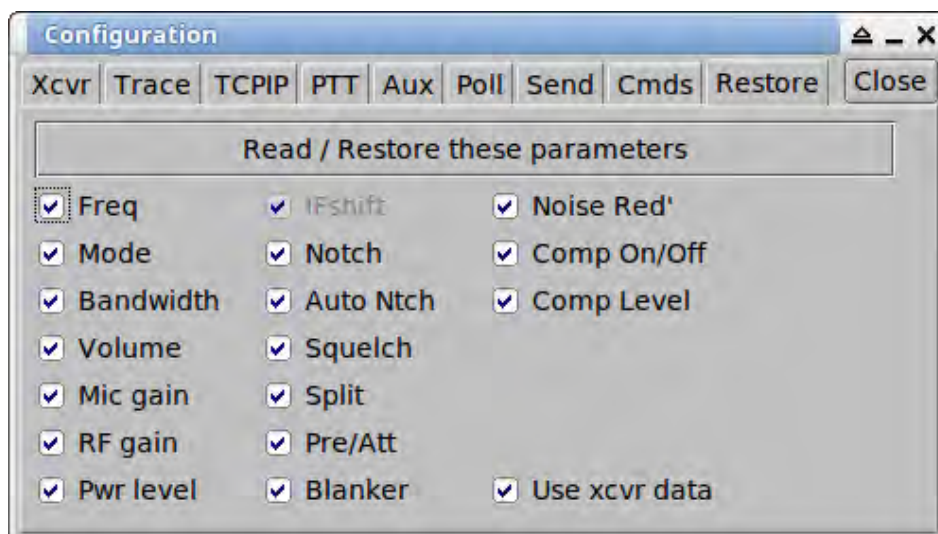 Configuration
Xcvr Trace TCPIP PTT Aux Poll Send Cmds Restore Close
Read / Restore these parameters
Freq IFshift Noise Red'
Mode Notch Comp On/Off
Bandwidth Auto Ntch Comp Level
Volume Squelch
Mic gain Split
RF gain Pre/Att
Pwr level Blanker Use xcvr data